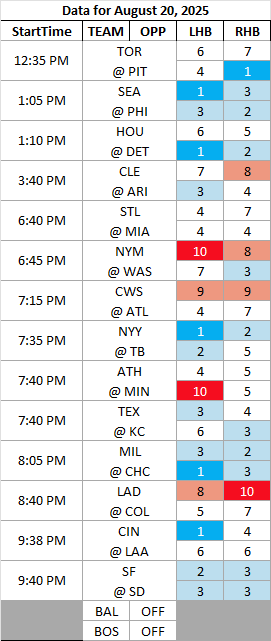 Data for August 20, 2025
StartTime TEAM OPP LHB RHB
12:35 PM
TOR 6 7
@ PIT 4 1
1:05 PM
SEA 1 3
@ PHI 3 2
1:10 PM
HOU 6 5
@ DET 1 2
3:40 PM
CLE 7 8
@ ARI 3 4
6:40 PM
STL 4 7
@ MIA 4 4
6:45 PM
NYM 10 8
@ WAS 7 3
7:15 PM
CWS 9 9
@ ATL 4 7
7:35 PM
NYY 1 2
@ TB 2 5
7:40 PM
ATH 4 5
@ MIN 10 5
7:40 PM
TEX 3 4
@ KC 6 3
8:05 PM
MIL 3 2
@ CHC 1 3
8:40 PM
LAD 8 10
@ COL 5 7
9:38 PM
CIN 1 4
@ LAA 6 6
9:40 PM
SF 2 3
@ SD 3 3
BAL OFF
BOS OFF